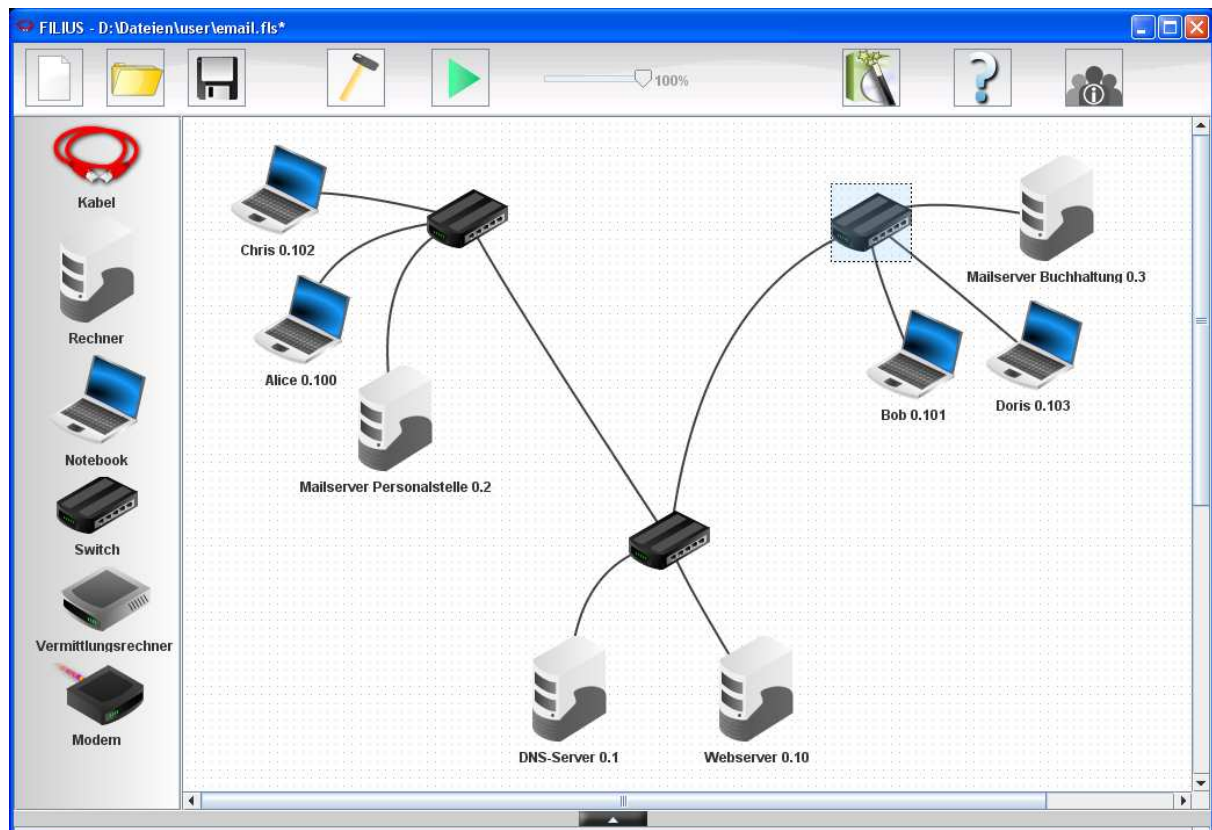 FILIUS - D:\Dateien\user\email.fls*
100%
Kabel
Rechner
Notebook
Switch
Vermittlungsrechner
Modem
Chris 0.102
Alice 0.100
Mailserver Personalstelle 0.2
Mailserver Buchhaltung 0.3
Bob 0.101
Doris 0.103
DNS-Server 0.1
Webserver 0.10